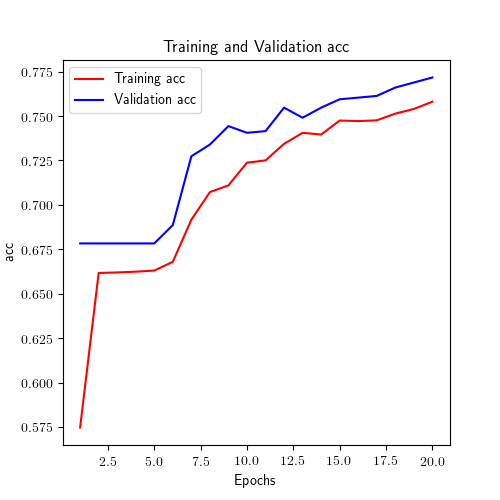 Training and Validation acc
Training acc
Validation acc
0.775
0.750
0.725
0.700
0.675
0.650
0.625
0.600
0.575
acc
2.5 5.0 7.5 10.0 12.5 15.0 17.5 20.0
Epochs